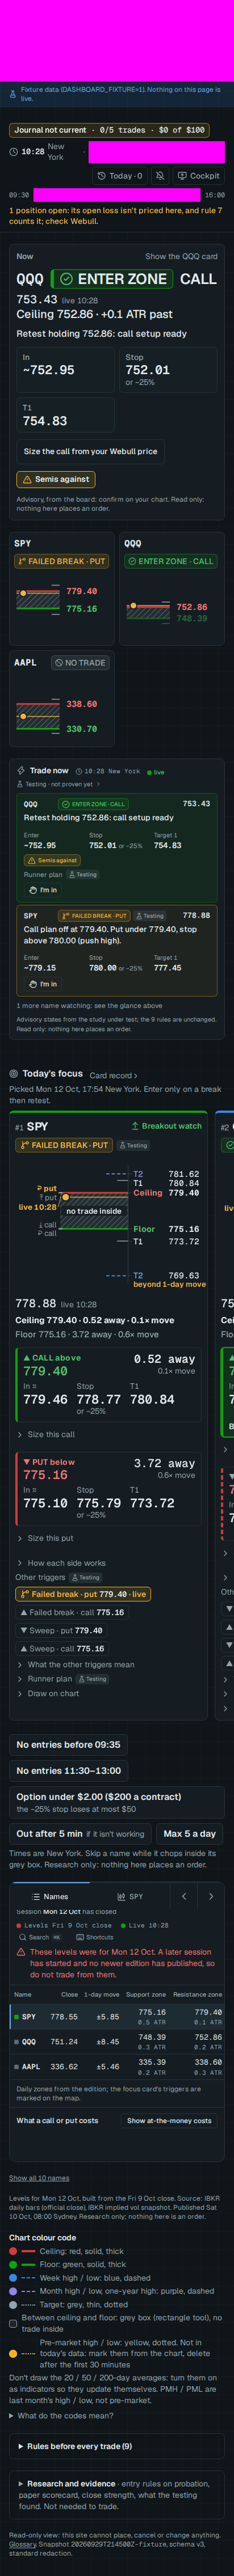 Fixture data (DASHBOARD_FIXTURE=1). Nothing on this page is
live.
Journal not current · 0/5 trades · $0 of $100
10:28 New York ·
Today · 0
Cockpit
09:30
16:00
1 position open: its open loss isn't priced here, and rule 7
counts it; check Webull.
Now
Show the QQQ card
QQQ ENTER ZONE CALL
753.43 live 10:28
Ceiling 752.86 · +0.1 ATR past
Retest holding 752.86: call setup ready
In
~752.95
Stop
752.01
or −25%
T1
754.83
Size the call from your Webull price
Semis against
Advisory, from the board: confirm on your chart. Read only:
nothing here places an order.
SPY
FAILED BREAK · PUT
779.40
775.16
QQQ
ENTER ZONE · CALL
752.86
748.39
AAPL
NO TRADE
338.60
330.70
Trade now 10:28 New York live
Testing · not proven yet
QQQ ENTER ZONE · CALL 753.43
Retest holding 752.86: call setup ready
Enter Stop Target 1
~752.95 752.01 or −25% 754.83
Semis against
Runner plan Testing
I'm in
SPY FAILED BREAK · PUT Testing 778.88
Call plan off at 779.40. Put under 779.40, stop
above 780.00 (push high).
Enter Stop Target 1
~779.15 780.00 or −25% 777.45
I'm in
1 more name watching: see the glance above
Advisory states from the study under test; the 9 rules are unchanged.
Read only: nothing here places an order.
Today's focus Card record
Picked Mon 12 Oct, 17:54 New York. Enter only on a break
then retest.
#1 SPY Breakout watch
FAILED BREAK · PUT Testing
T2 781.62
T1 780.84
put
put
Ceiling 779.40
live 10:28
no trade inside
call
call
Floor 775.16
T1 773.72
T2 769.63
beyond 1-day move
778.88 live 10:28
Ceiling 779.40 · 0.52 away · 0.1× move
Floor 775.16 · 3.72 away · 0.6× move
CALL above 0.52 away
779.40 0.1× move
In ≈ Stop T1
779.46 778.77 780.84
or −25%
Size this call
PUT below 3.72 away
775.16 0.6× move
In ≈ Stop T1
775.10 775.79 773.72
or −25%
Size this put
How each side works
Other triggers Testing
Failed break · put 779.40 · live
Failed break · call 775.16
Sweep · put 779.40
Sweep · call 775.16
What the other triggers mean
Runner plan Testing
Draw on chart
#2
No entries before 09:35
No entries 11:30–13:00
Option under $2.00 ($200 a contract)
the −25% stop loses at most $50
Out after 5 min if it isn't working
Max 5 a day
Times are New York. Skip a name while it chops inside its
grey box. Research only: nothing here places an order.
Names
SPY
Session Mon 12 Oct has closed
Levels Fri 9 Oct close Live 10:28
Search ⌘K Shortcuts
These levels were for Mon 12 Oct. A later session
has started and no newer edition has published, so
do not trade from them.
Name Close 1-day move Support zone Resistance zone
SPY 778.55 ±5.85 775.16 779.40
0.5 ATR 0.1 ATR
QQQ 751.24 ±8.45 748.39 752.86
0.3 ATR 0.2 ATR
AAPL 336.62 ±5.46 335.39 338.60
0.2 ATR 0.3 ATR
Daily zones from the edition; the focus card's triggers are
marked on the map.
What a call or put costs
Show at-the-money costs
Show all 10 names
Levels for Mon 12 Oct, built from the Fri 9 Oct close. Source: IBKR
daily bars (official close), IBKR implied vol snapshot. Published Sat
10 Oct, 08:00 Sydney. Research only; nothing here is an order.
Chart colour code
Ceiling: red, solid, thick
Floor: green, solid, thick
Week high / low: blue, dashed
Month high / low, one-year high: purple, dashed
Target: grey, thin, dotted
Between ceiling and floor: grey box (rectangle tool), no
trade inside
Pre-market high / low: yellow, dotted. Not in
today's data: mark them from the chart, delete
after the first 30 minutes
Don't draw the 20 / 50 / 200-day averages: turn them on
as indicators so they update themselves. PMH / PML are
last month's high / low, not pre-market.
What do the codes mean?
Rules before every trade (9)
Research and evidence · entry rules on probation,
paper scorecard, close strength, what the testing
found. Not needed to trade.
Read-only view: this site cannot place, cancel or change anything.
Glossary. Snapshot 20260929T214500Z-fixture, schema v3,
standard redaction.